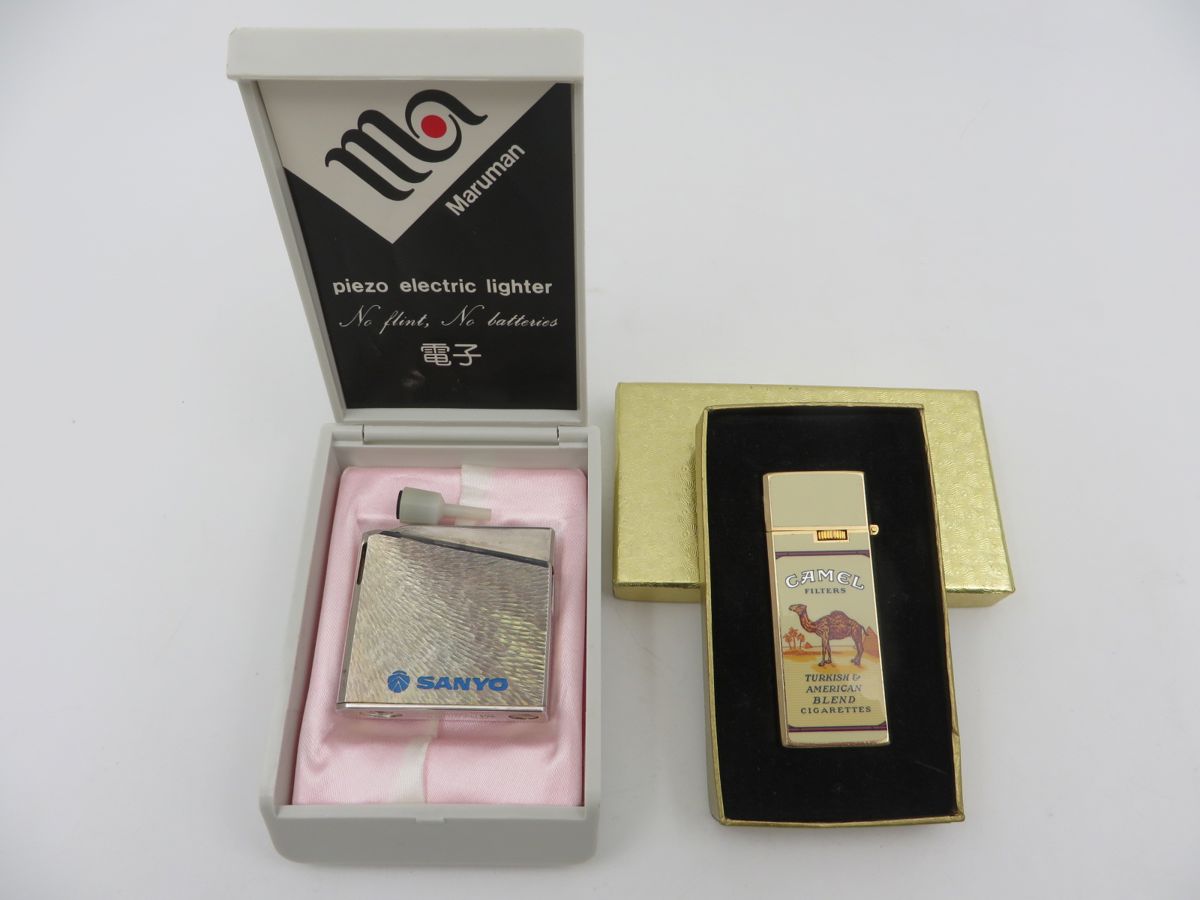 ma
Maruman
piezo electric lighter
No flint, No batteries
電子
SANYO
CAMEL
FILTERS
TURKISH &
AMERICAN
BLEND
CIGARETTES